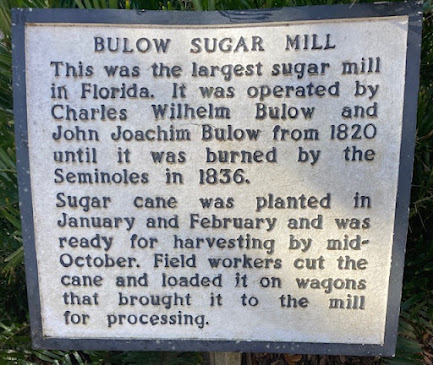 BULOW SUGAR MILL
This was the largest sugar mill
in Florida. It was operated by
Charles Wilhelm Bulow and
John Joachim Bulow from 1820
until it was burned by the
Seminoles in 1836.
Sugar cane was planted in
January and February and was
ready for harvesting by mid-
October. Field workers cut the
cane and loaded it on wagons
that brought it to the mill
for processing.